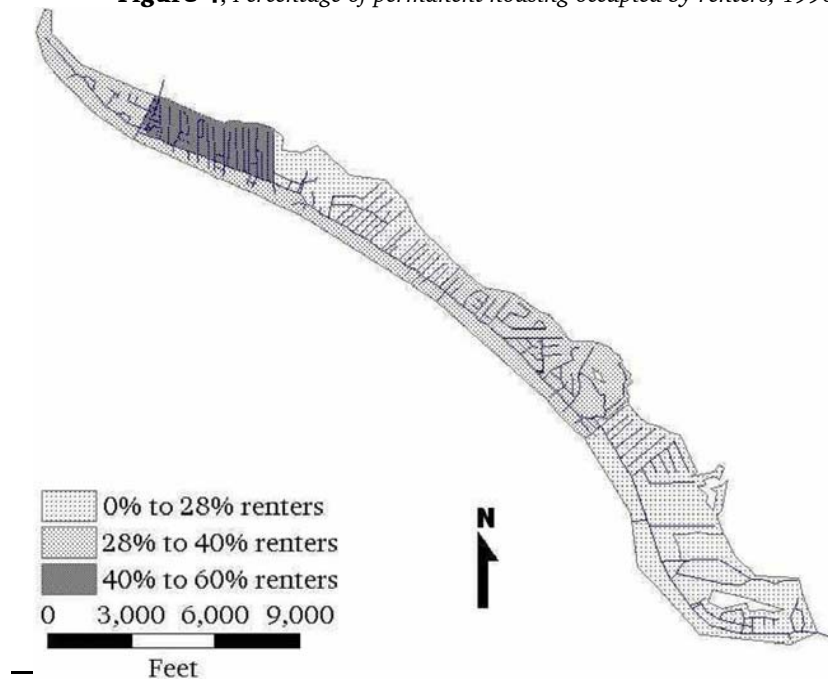 Figure 4, Percentage of permanent housing occupied by renters, 1990
0% to 28% renters
28% to 40% renters
40% to 60% renters
N
0 3,000 6,000 9,000
Feet